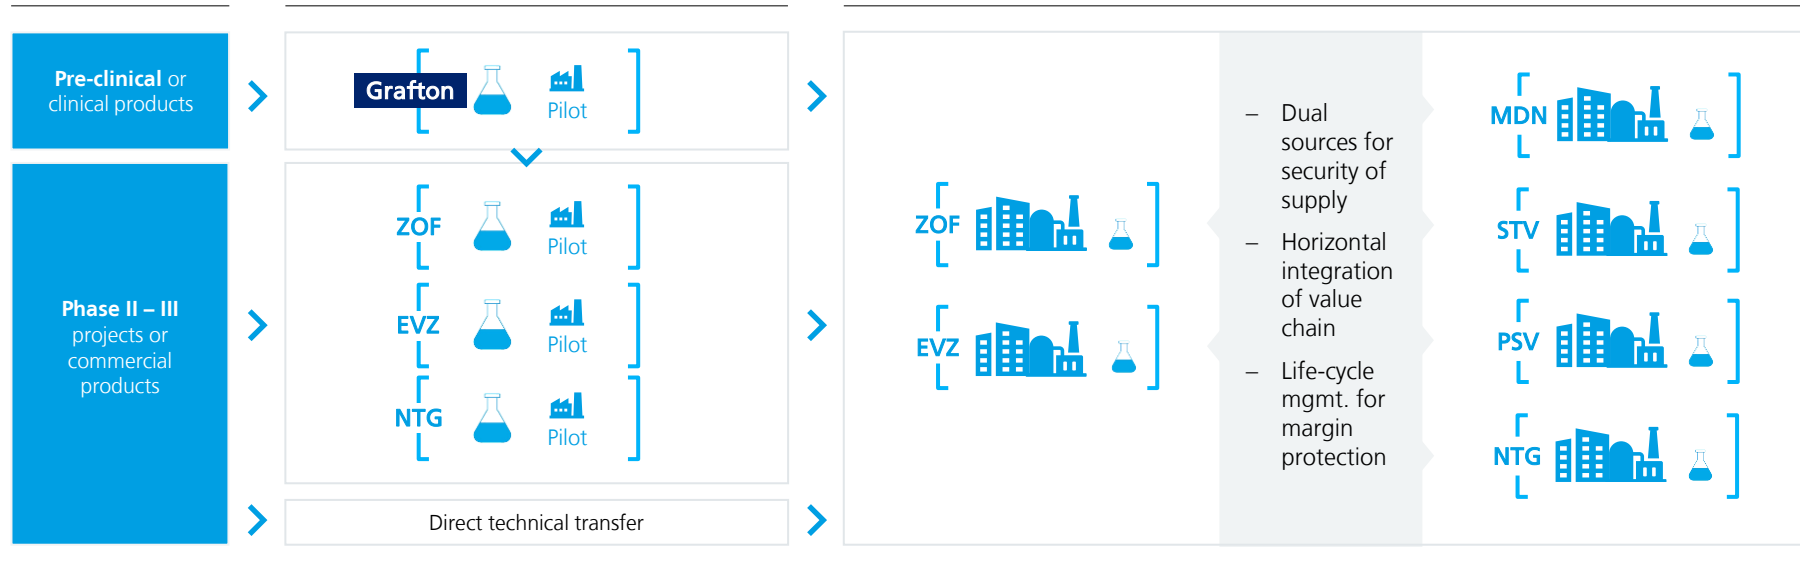 Pre-clinical or
clinical products
Phase II – III
projects or
commercial
products
Grafton
Pilot
ZOF
Pilot
EVZ
Pilot
NTG
Pilot
Direct technical transfer
ZOF
EVZ
– Dual
sources for
security of
supply
– Horizontal
integration
of value
chain
– Life-cycle
mgmt. for
margin
protection
MDN
STV
PSV
NTG